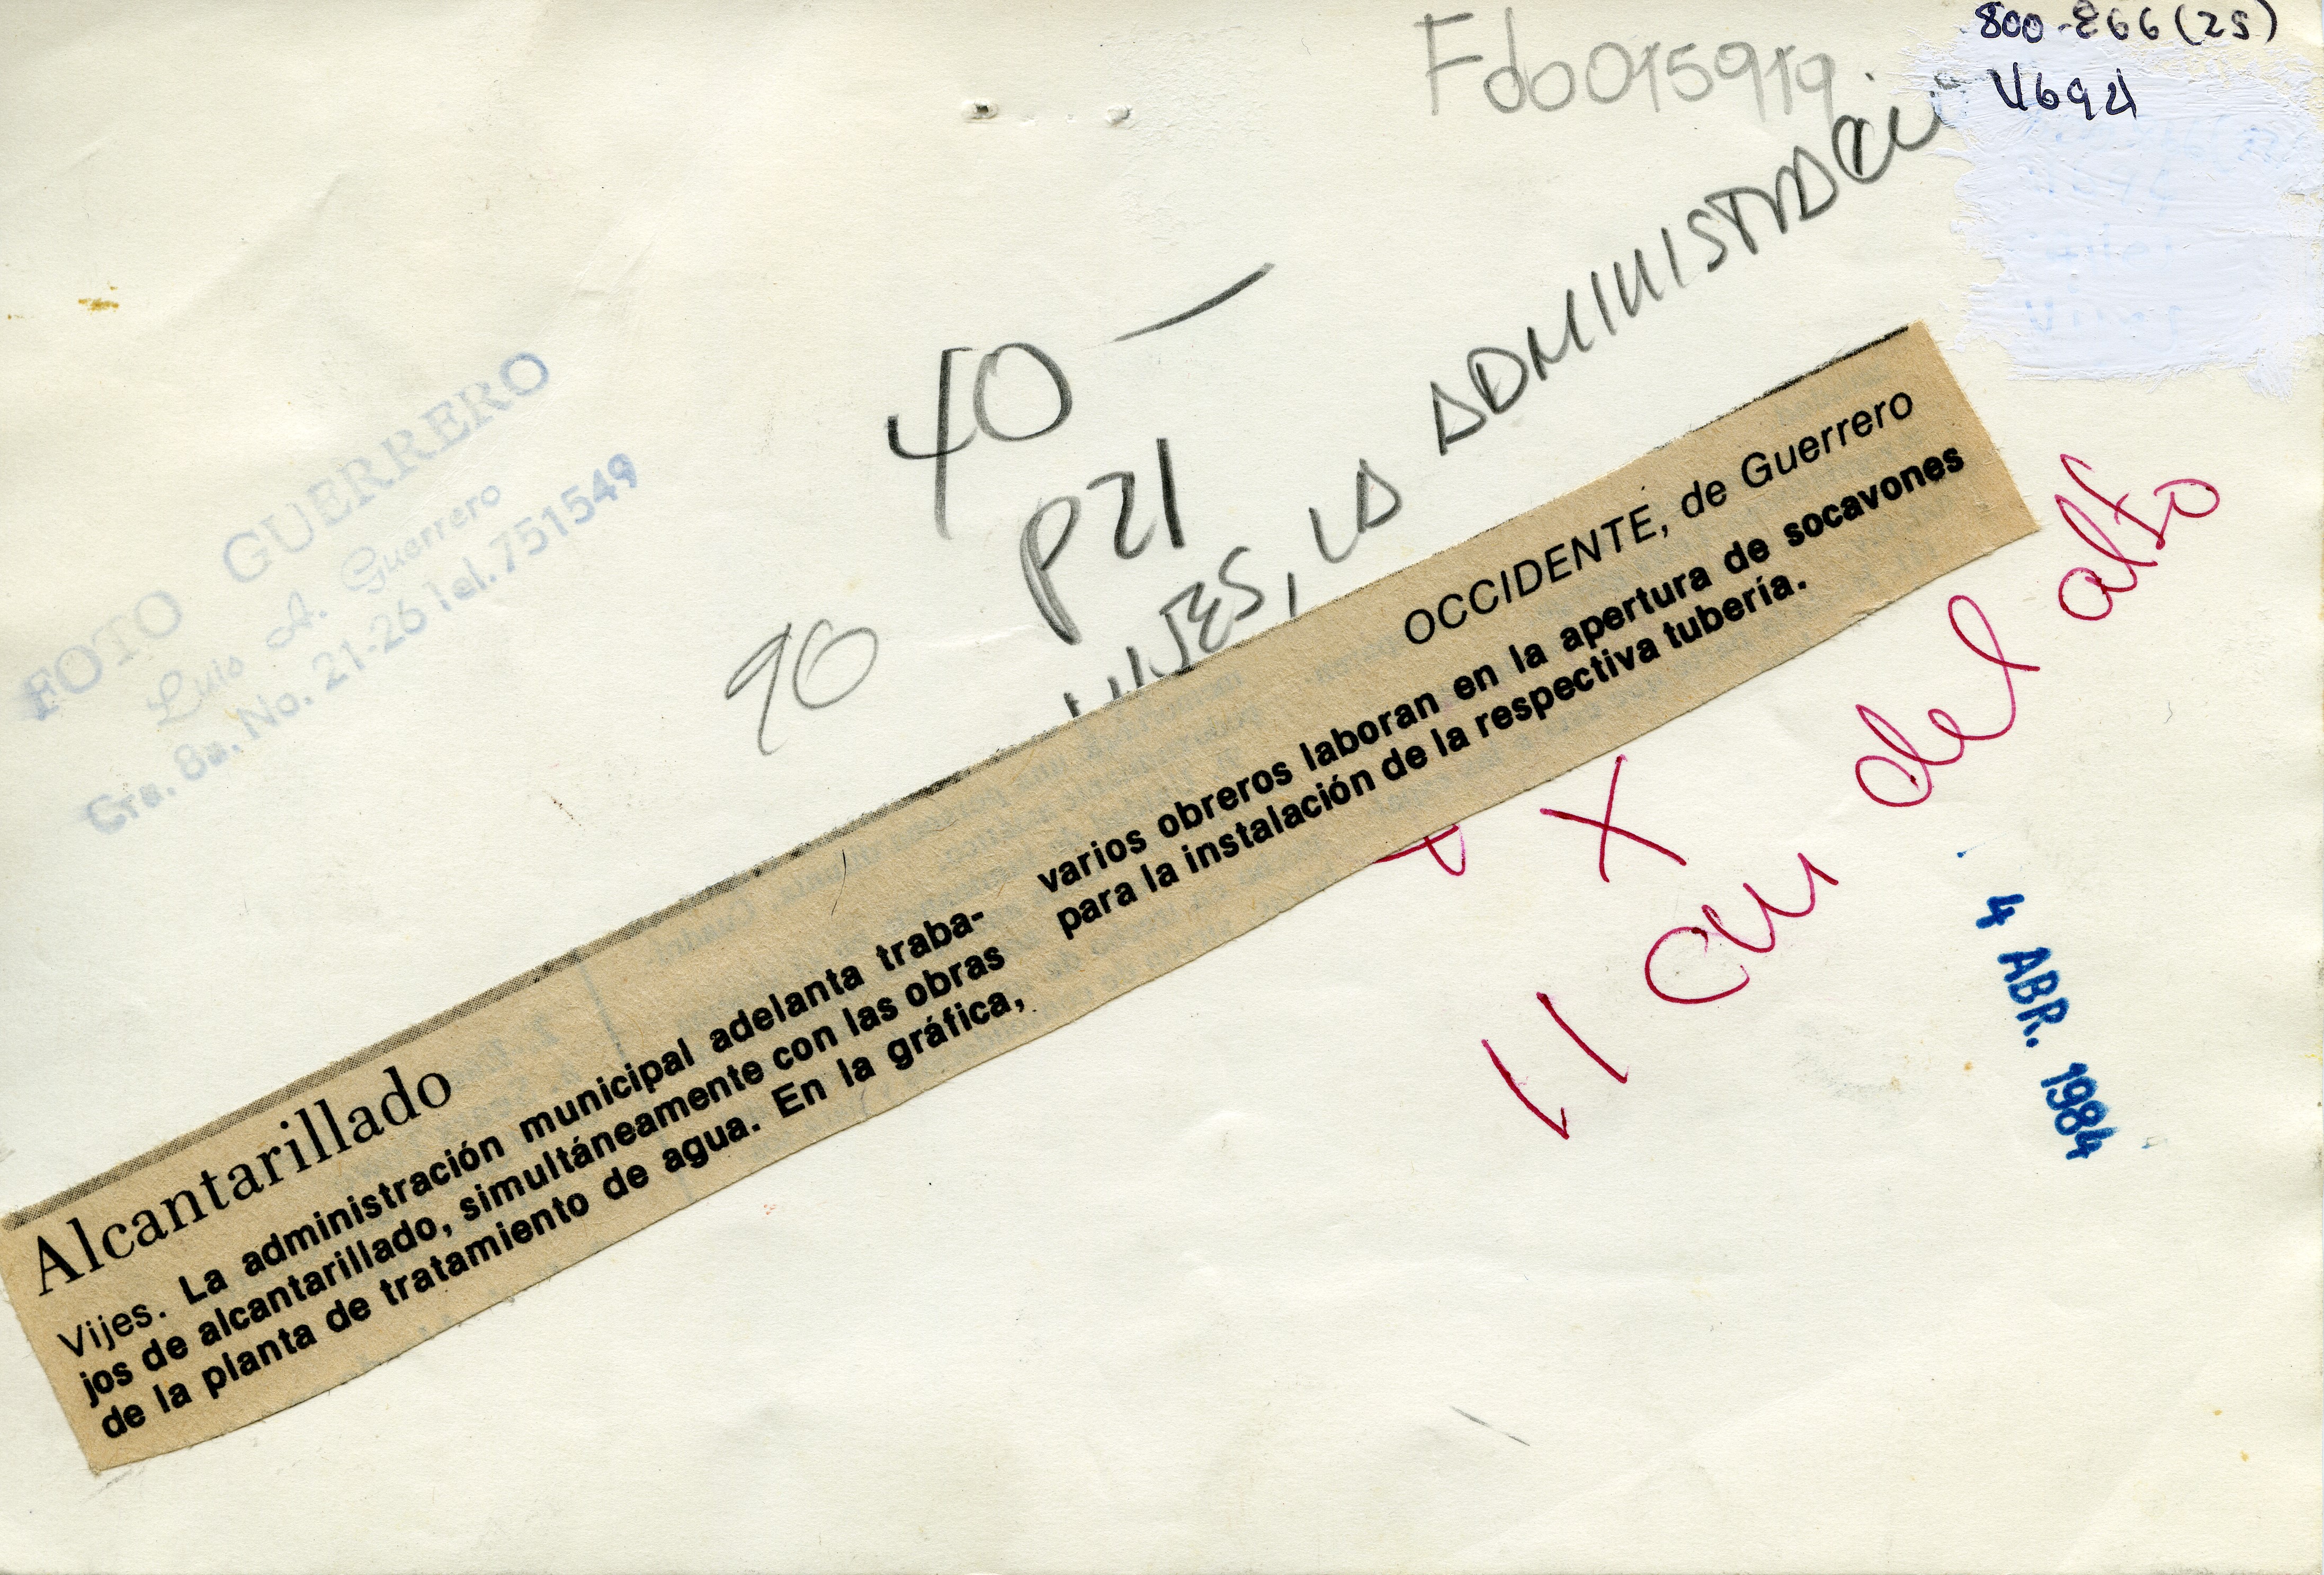 800-866(25)
Fdo015919.
V694
40 —
P21
90
VIJES, LA ADMINISTRACIÓN
FOTO GUERRERO
Luis A. Guerrero
Cra. 8a. No. 21-26 Tel. 751549
OCCIDENTE, de Guerrero
Alcantarillado
Vijes. La administración municipal adelanta traba-
jos de alcantarillado, simultáneamente con las obras
de la planta de tratamiento de agua. En la gráfica,
varios obreros laboran en la apertura de socavones
para la instalación de la respectiva tubería.
X
11 cm del alto
4 ABR. 1984